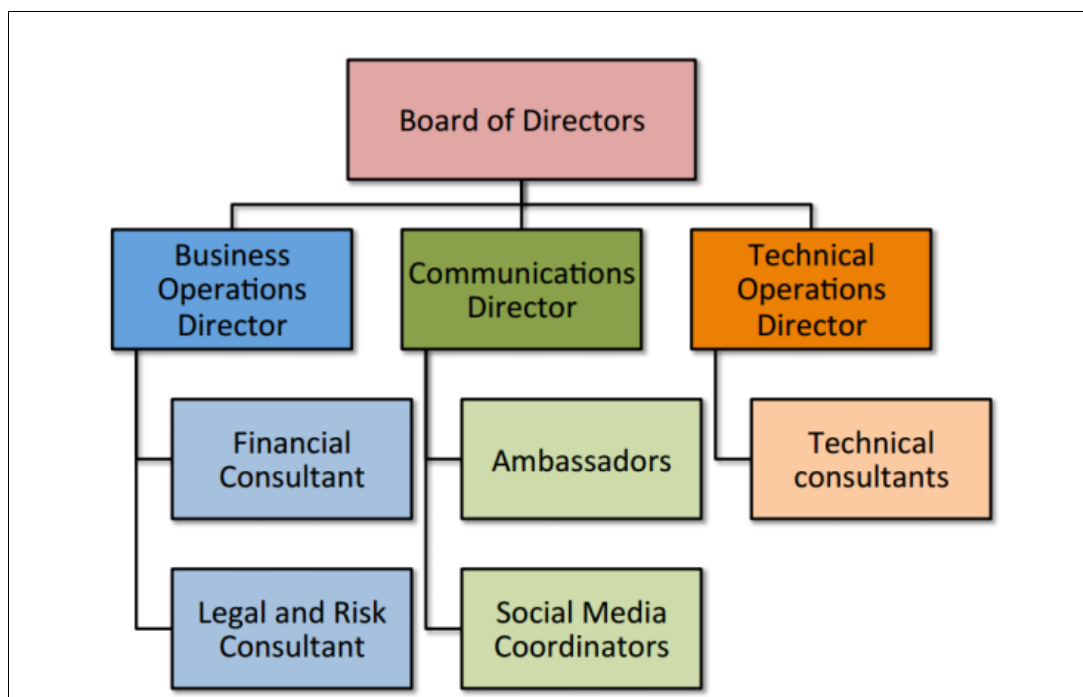 Board of Directors
Business
Operations
Director
Communications
Director
Technical
Operations
Director
Financial
Consultant
Ambassadors
Technical
consultants
Legal and Risk
Consultant
Social Media
Coordinators